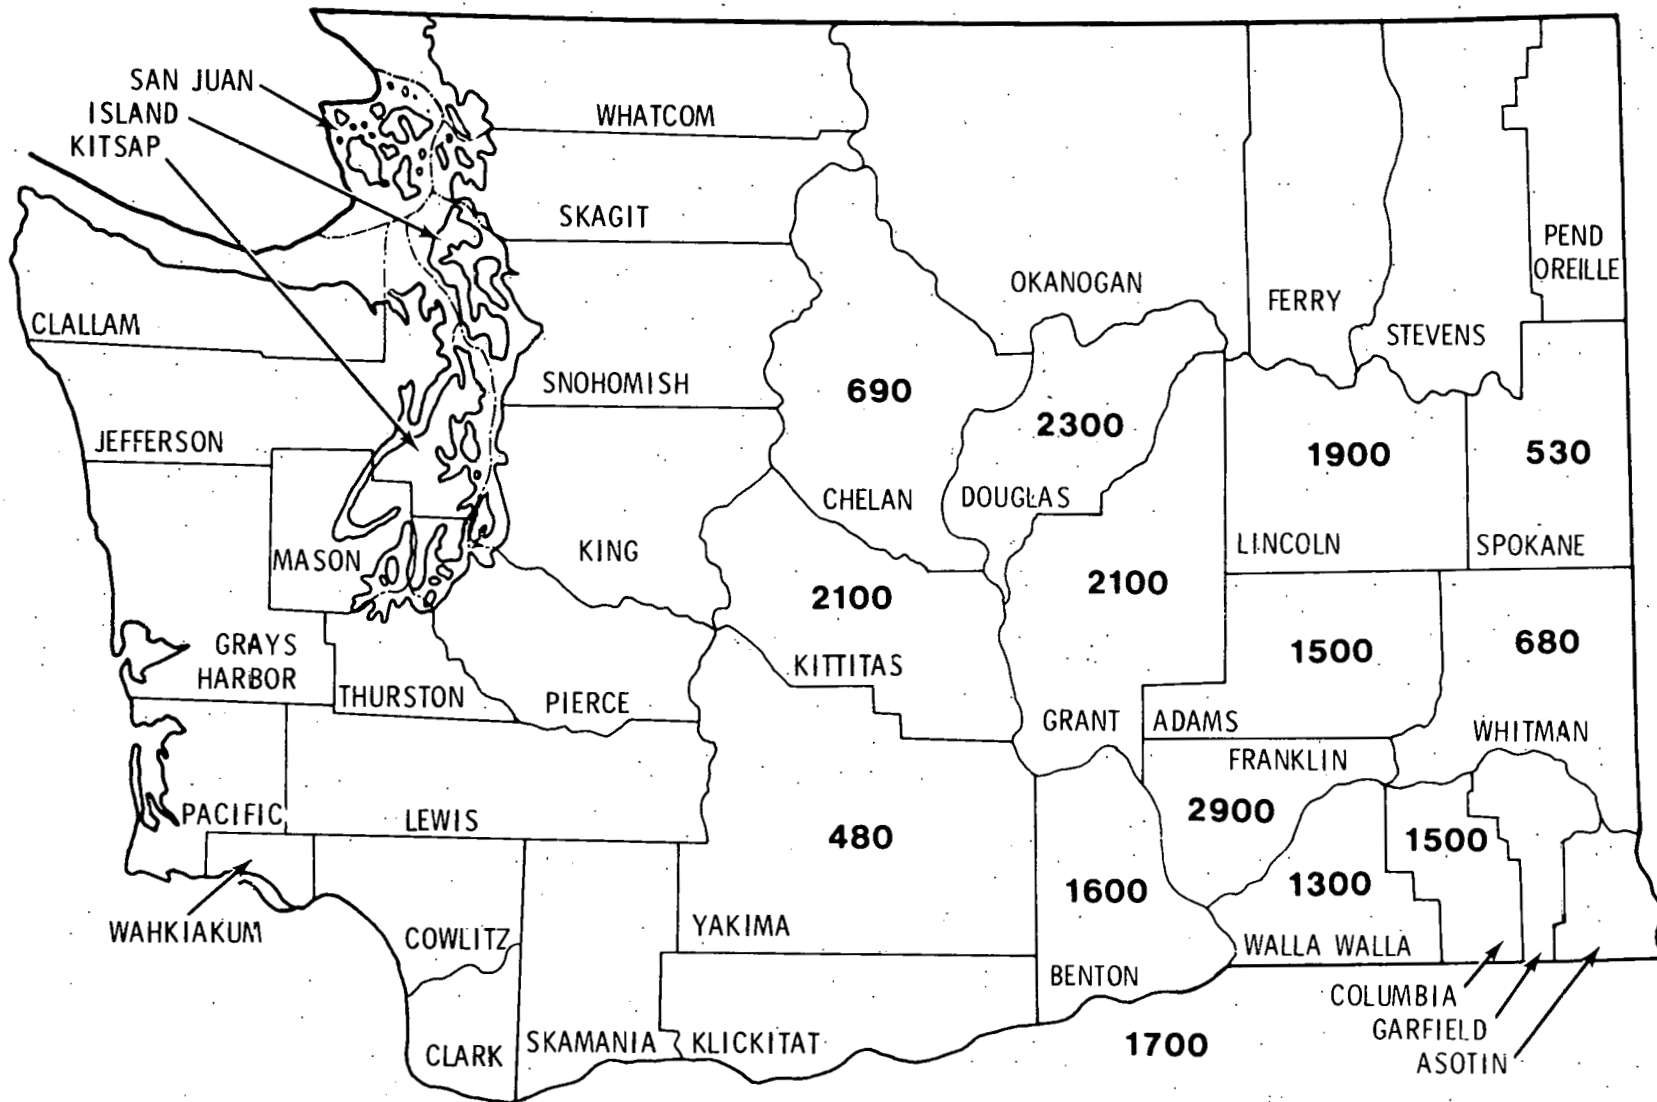 SAN JUAN
ISLAND
KITSAP
WHATCOM
SKAGIT
PEND
OREILLE
OKANOGAN
FERRY
CLALLAM
STEVENS
SNOHOMISH
690
2300
JEFFERSON
1900
530
CHELAN
DOUGLAS
MASON
KING
LINCOLN
SPOKANE
2100
2100
GRAYS
HARBOR
KITTITAS
1500
680
THURSTON
PIERCE
GRANT
ADAMS
WHITMAN
FRANKLIN
PACIFIC
LEWIS
480
2900
1500
1600
1300
WAHKIAKUM
COWLITZ
YAKIMA
WALLA WALLA
BENTON
COLUMBIA
GARFIELD
ASOTIN
CLARK
SKAMANIA
KLICKITAT
1700